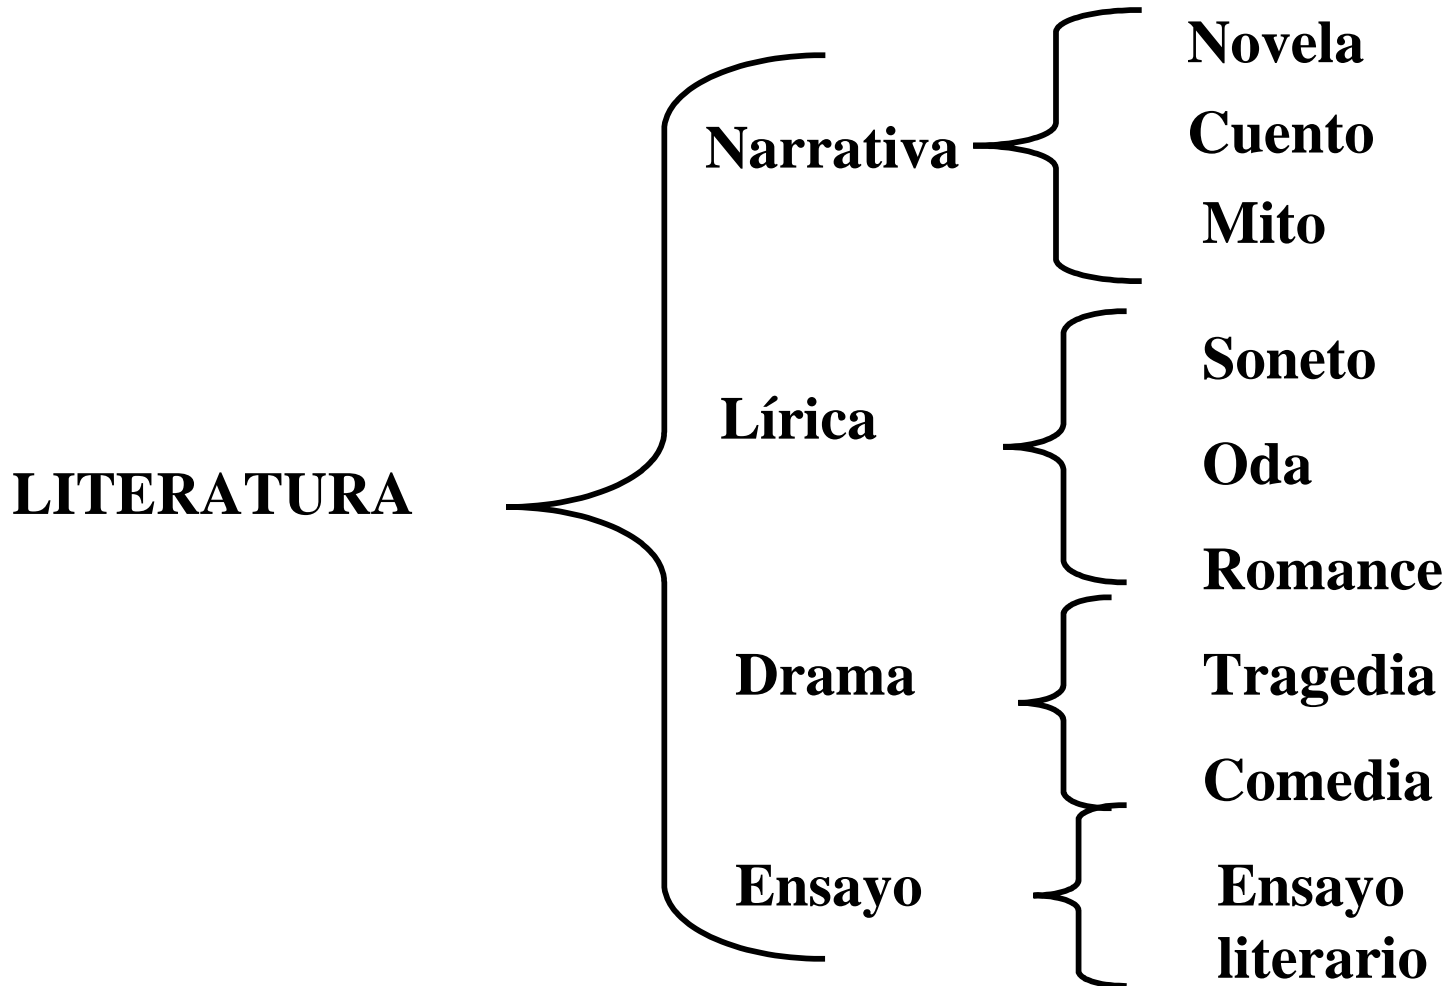 LITERATURA
Narrativa
Novela
Cuento
Mito
Lírica
Soneto
Oda
Romance
Drama
Tragedia
Comedia
Ensayo
Ensayo
literario